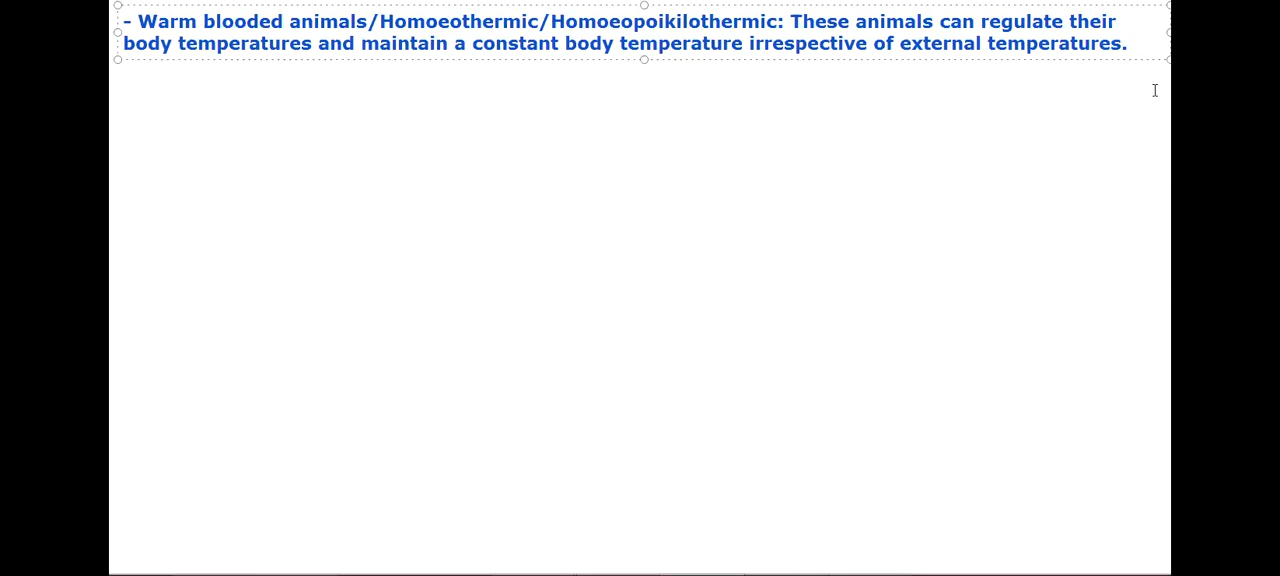 - Warm blooded animals/Homoeothermic/Homoeopoikilothermic: These animals can regulate their
body temperatures and maintain a constant body temperature irrespective of external temperatures.